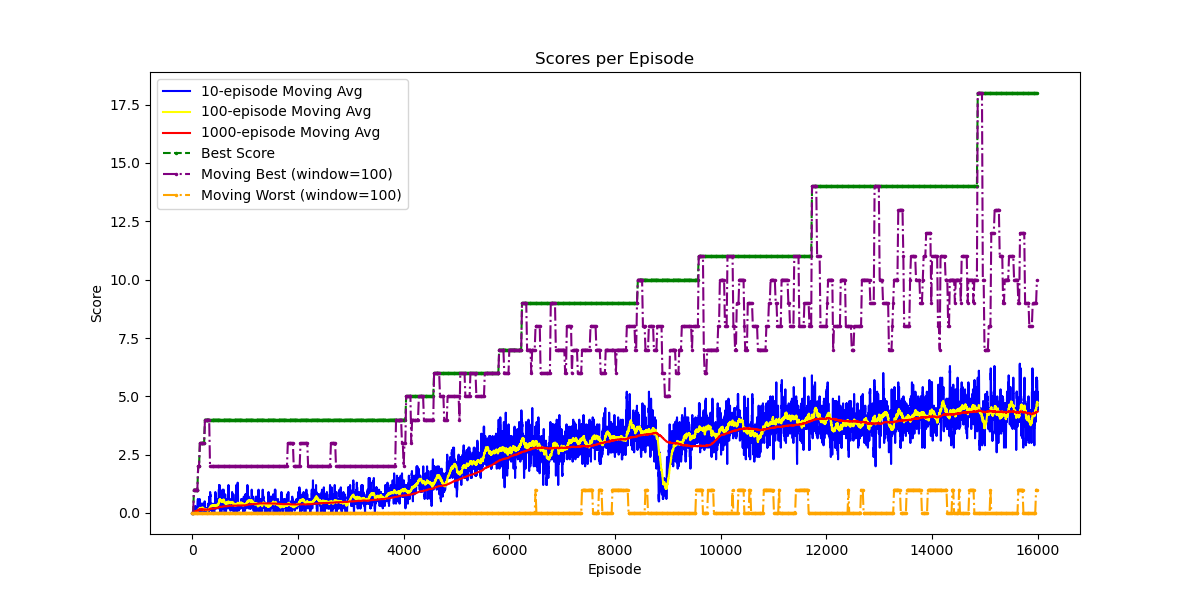 Scores per Episode
10-episode Moving Avg
100-episode Moving Avg
1000-episode Moving Avg
Best Score
Moving Best (window=100)
Moving Worst (window=100)
17.5
15.0
12.5
10.0
7.5
5.0
2.5
0.0
Score
0 2000 4000 6000 8000 10000 12000 14000 16000
Episode